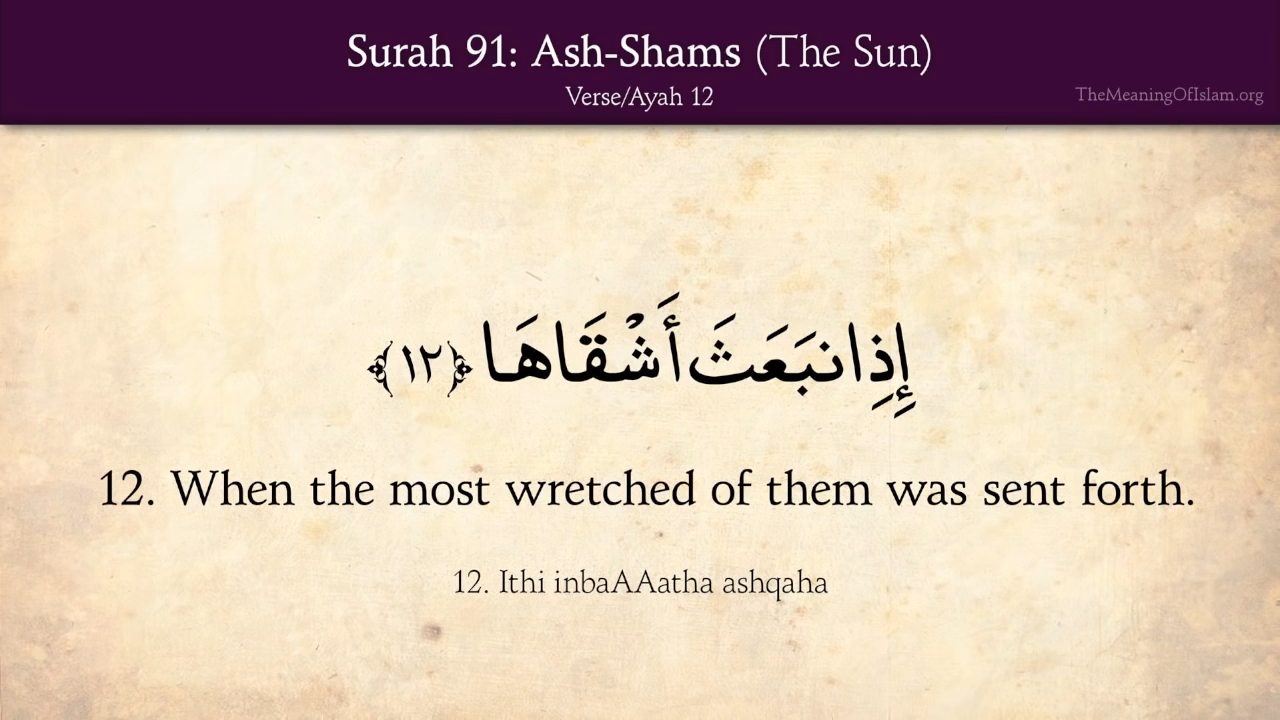 Surah 91: Ash-Shams (The Sun)
Verse/Ayah 12
TheMeaningOfIslam.org
إِذِ انبَعَثَ أَشْقَاهَا ﴿١٢﴾
12. When the most wretched of them was sent forth.
12. Ithi inbaAAatha ashqaha